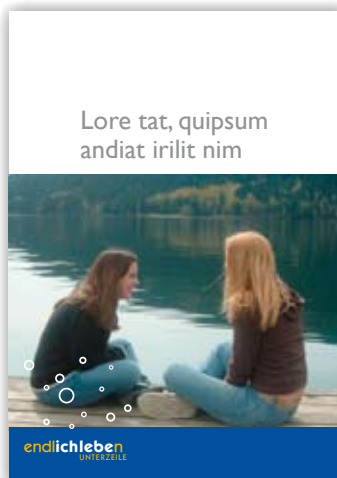 Lore tat, quipsum
andiat irilit nim
endlichleben
UNTERZEILE